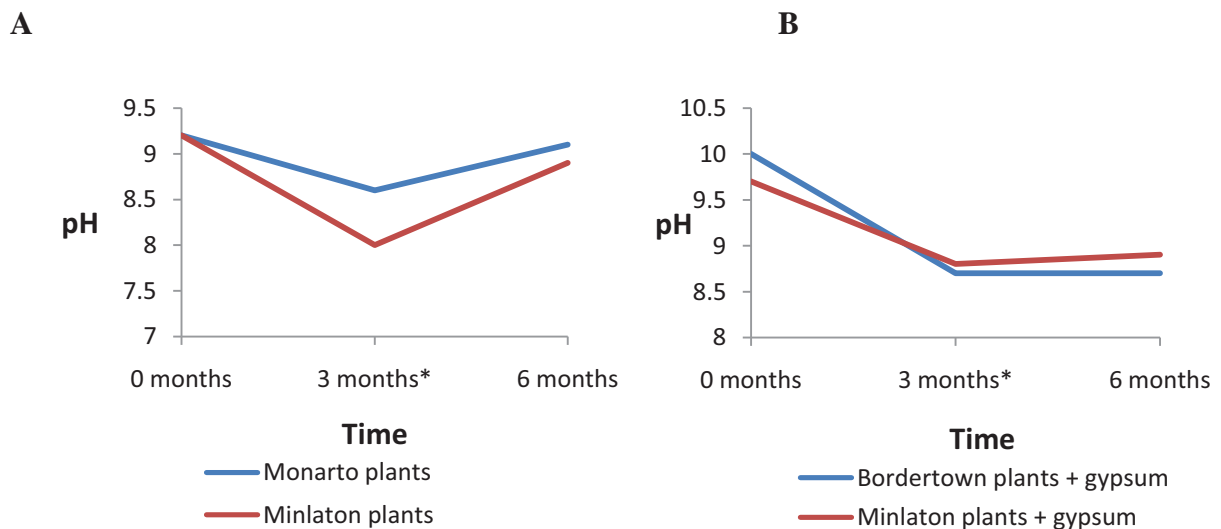 A
9.5
9
8.5
8
7.5
7
pH
0 months 3 months* 6 months
Time
Monarto plants
Minlaton plants
B
10.5
10
9.5
9
8.5
8
pH
0 months 3 months* 6 months
Time
Bordertown plants + gypsum
Minlaton plants + gypsum